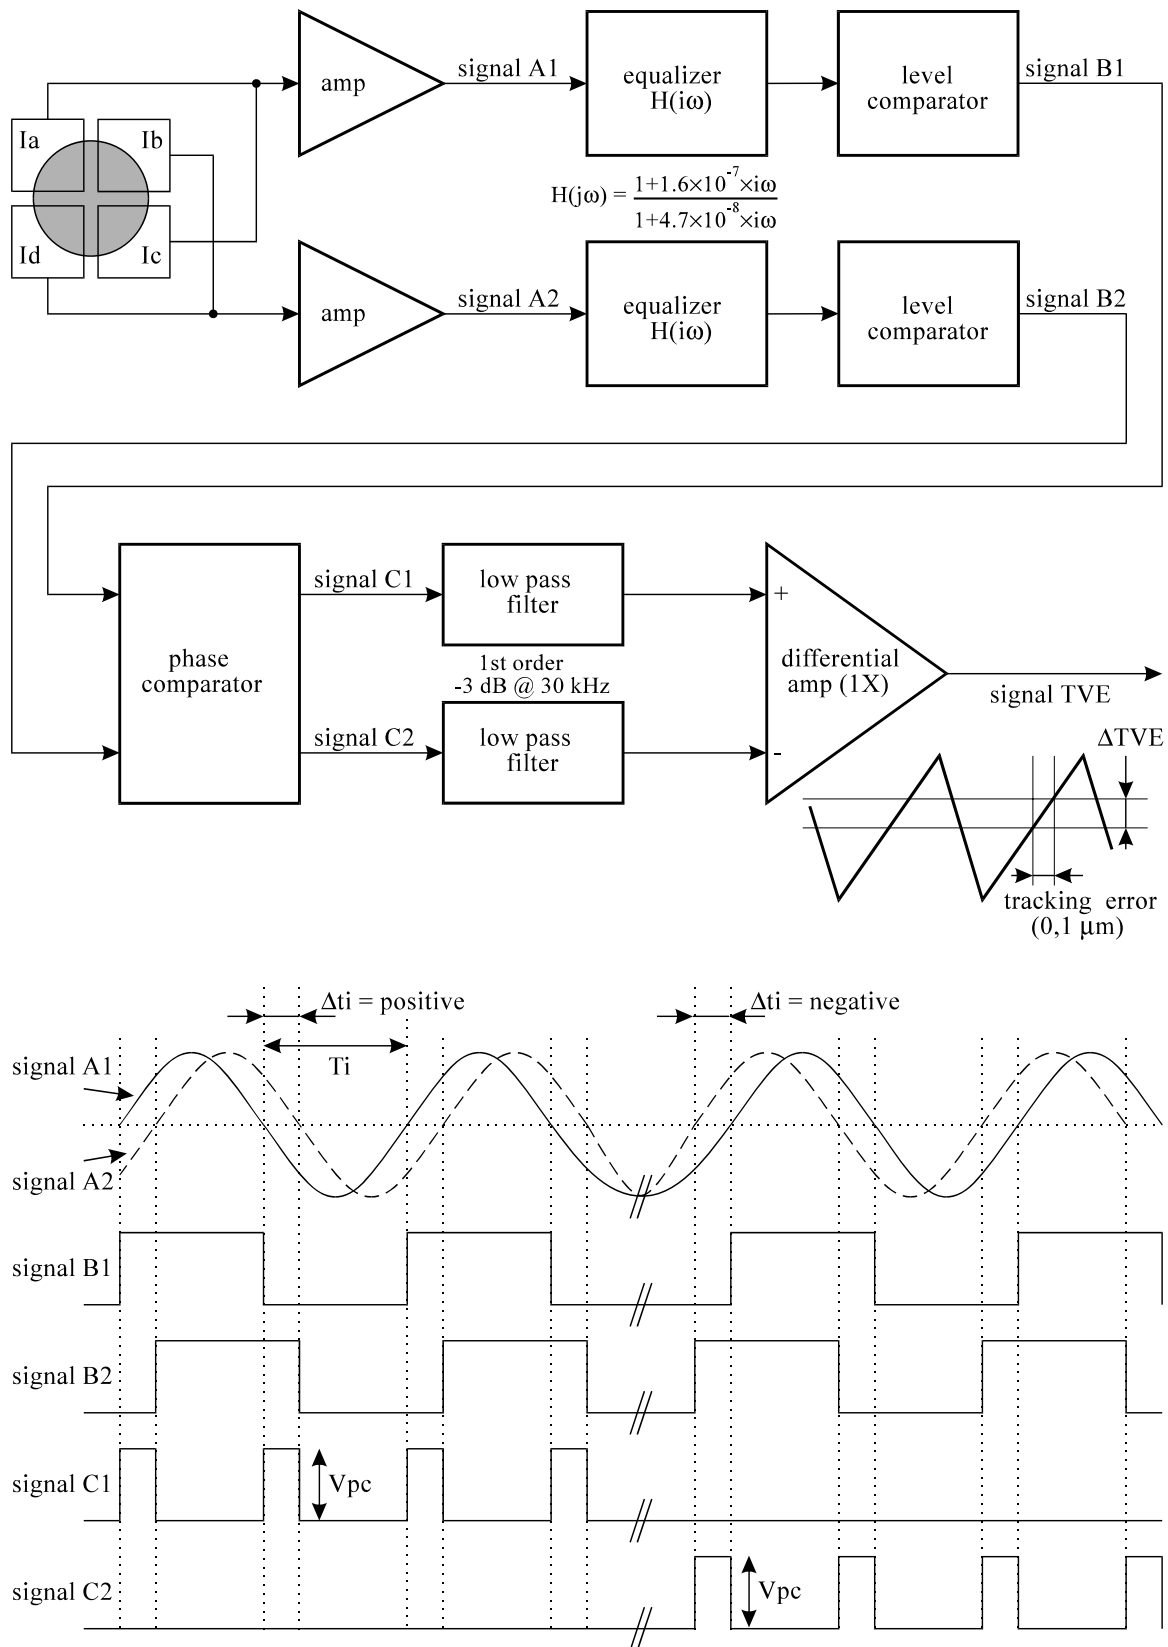 Ia
Ib
Id
Ic
amp
signal A1
equalizer
H(iω)
level
comparator
signal B1
H(jω) = 1+1.6×10^-7×iω / 1+4.7×10^-8×iω
amp
signal A2
equalizer
H(iω)
level
comparator
signal B2
phase
comparator
signal C1
low pass
filter
1st order
-3 dB @ 30 kHz
signal C2
low pass
filter
+
differential
amp (1X)
-
signal TVE
ΔTVE
tracking error
(0,1 μm)
Δti = positive
Δti = negative
signal A1
Ti
signal A2
signal B1
signal B2
signal C1
Vpc
signal C2
Vpc